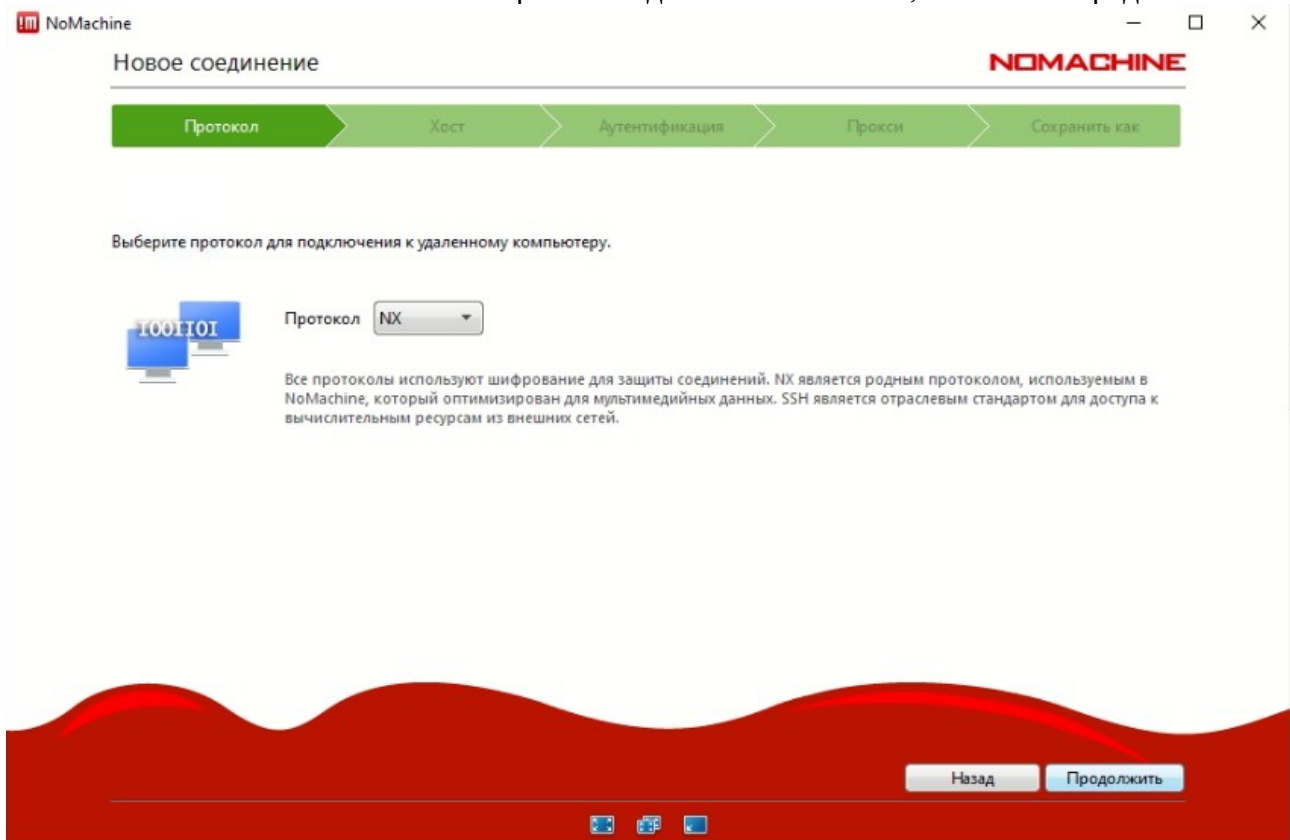 NoMachine
Новое соединение
NOMACHINE
Протокол
Хост
Аутентификация
Прокси
Сохранить как
Выберите протокол для подключения к удаленному компьютеру.
1001101
Протокол
NX
Все протоколы используют шифрование для защиты соединений. NX является родным протоколом, используемым в
NoMachine, который оптимизирован для мультимедийных данных. SSH является отраслевым стандартом для доступа к
вычислительным ресурсам из внешних сетей.
Назад
Продолжить